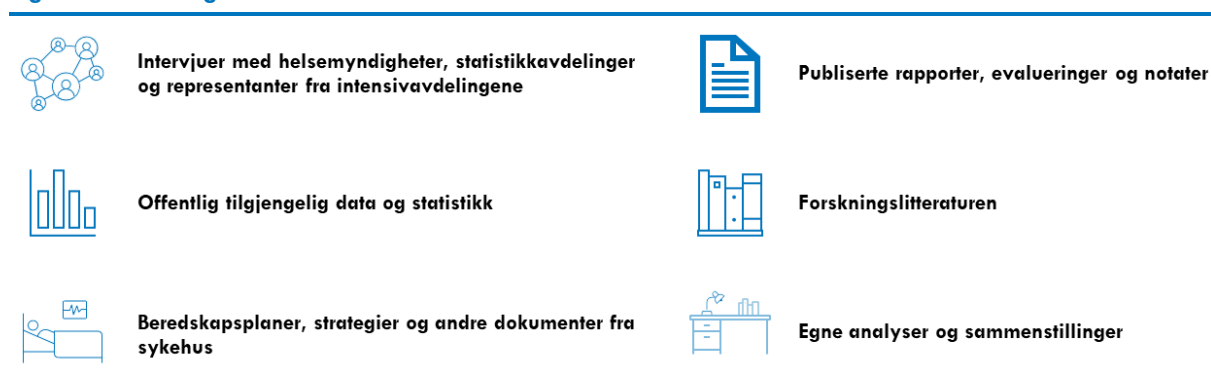 Intervjuer med helsemyndigheter, statistikkavdelinger
og representanter fra intensivavdelingene
Publiserte rapporter, evalueringer og notater
Offentlig tilgjengelig data og statistikk
Forskningslitteraturen
Beredskapsplaner, strategier og andre dokumenter fra
sykehus
Egne analyser og sammenstillinger